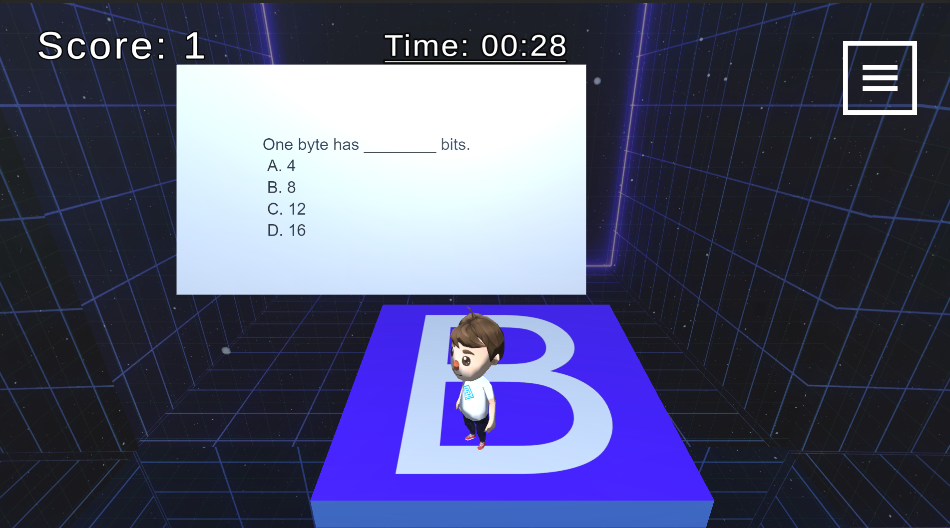 Score: 1
Time: 00:28
One byte has ________ bits.
A. 4
B. 8
C. 12
D. 16
B